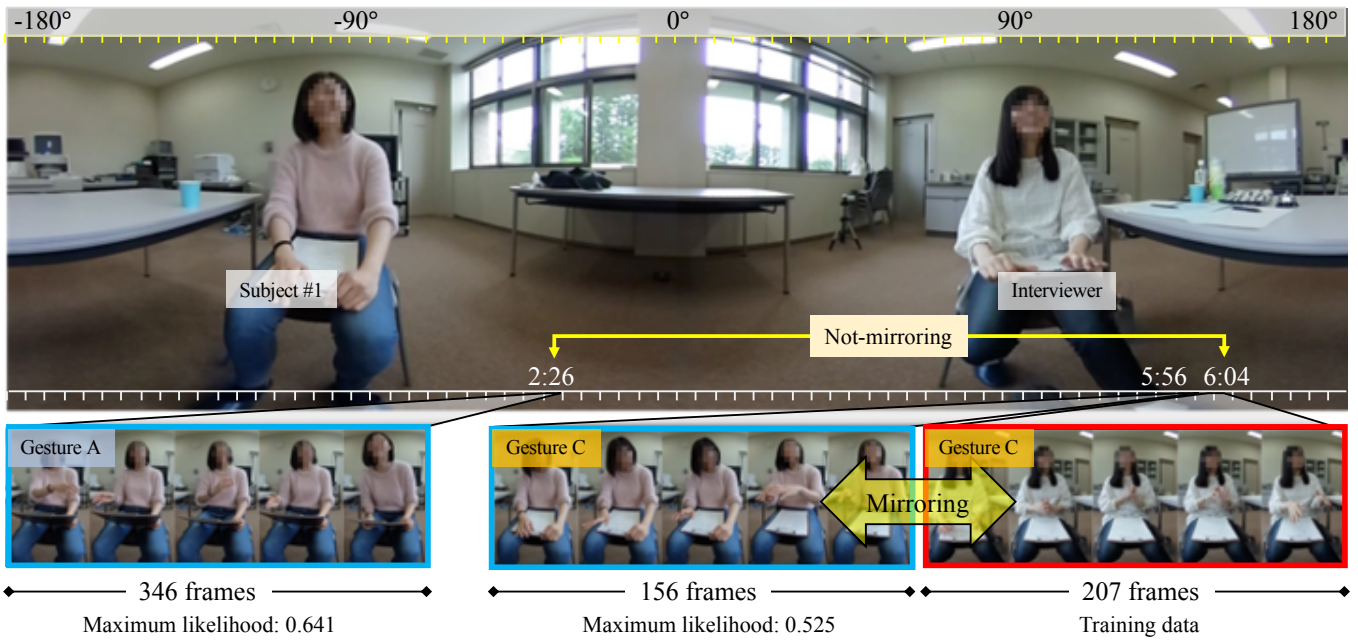 -180° -90° 0° 90° 180°
Subject #1
Interviewer
Not-mirroring
2:26 5:56 6:04
Gesture A
Gesture C
Gesture C
Mirroring
346 frames
156 frames
207 frames
Maximum likelihood: 0.641
Maximum likelihood: 0.525
Training data